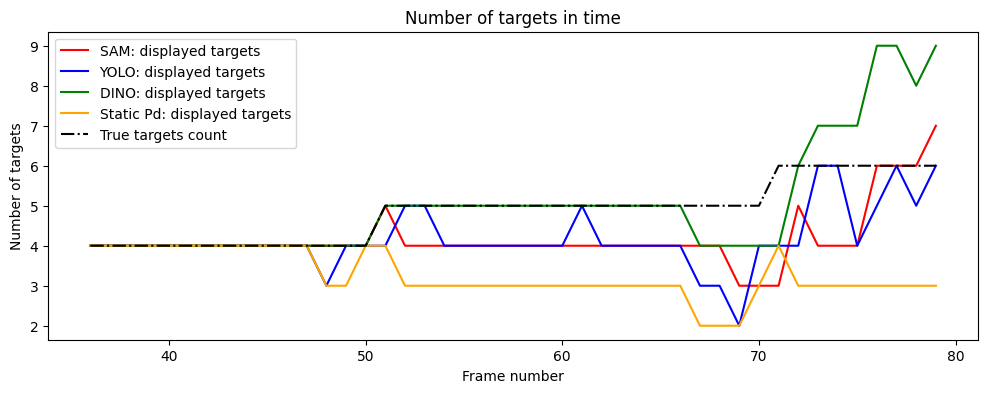 Number of targets in time
SAM: displayed targets
YOLO: displayed targets
DINO: displayed targets
Static Pd: displayed targets
True targets count
Number of targets
9
8
7
6
5
4
3
2
40
50
60
70
80
Frame number